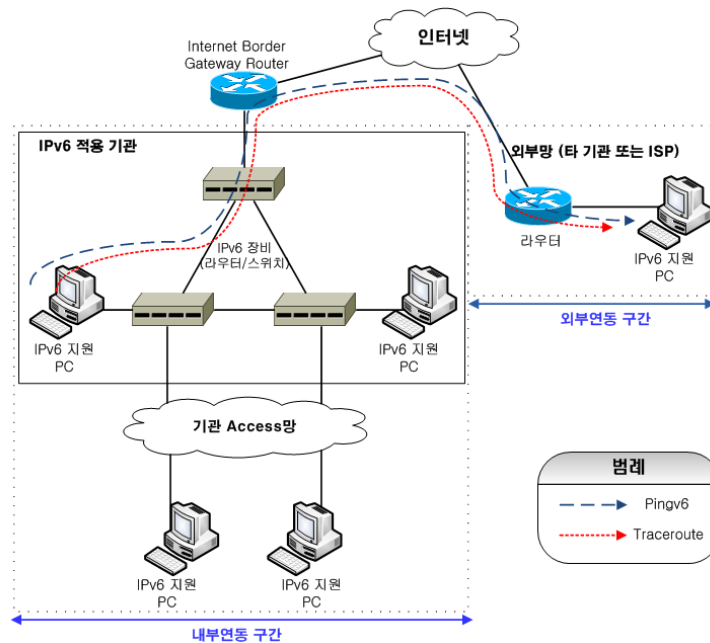 인터넷
Internet Border
Gateway Router
IPv6 적용 기관
외부망 (타 기관 또는 ISP)
IPv6 장비
(라우터/스위치)
라우터
IPv6 지원
PC
IPv6 지원
PC
IPv6 지원
PC
외부연동 구간
기관 Access망
범례
Pingv6
Traceroute
IPv6 지원
PC
IPv6 지원
PC
내부연동 구간